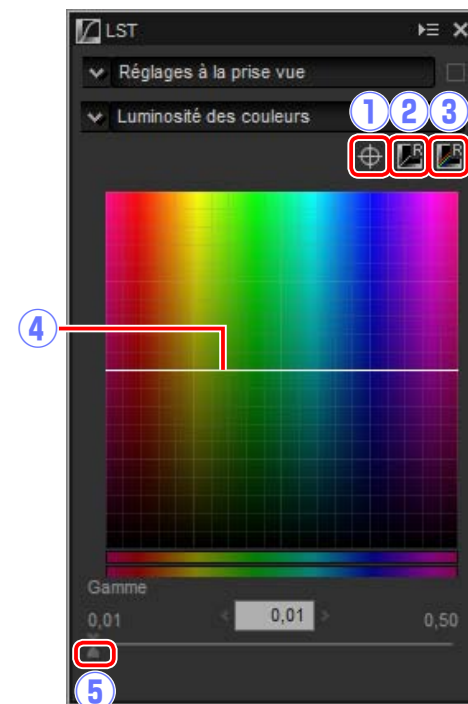 LST
Réglages à la prise vue
Luminosité des couleurs
1 2 3
R R
4
Gamme
0,01 0,01 0,50
5